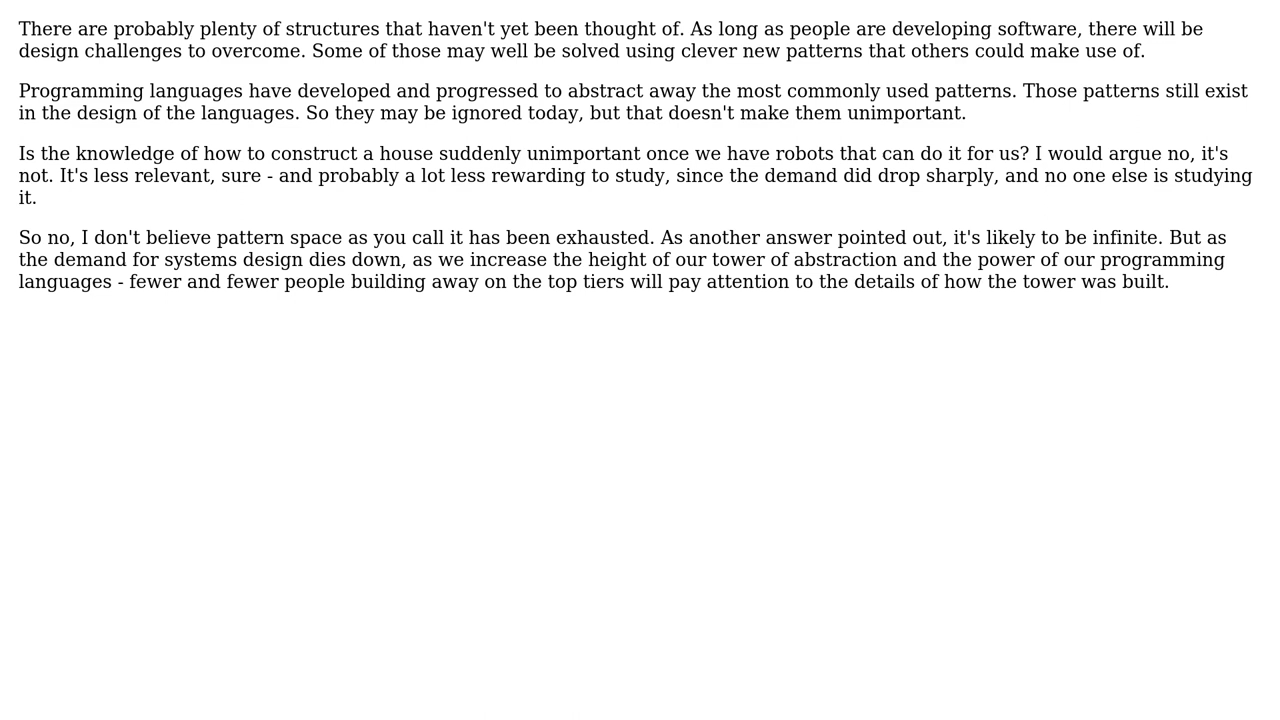 There are probably plenty of structures that haven't yet been thought of. As long as people are developing software, there will be
design challenges to overcome. Some of those may well be solved using clever new patterns that others could make use of.
Programming languages have developed and progressed to abstract away the most commonly used patterns. Those patterns still exist
in the design of the languages. So they may be ignored today, but that doesn't make them unimportant.
Is the knowledge of how to construct a house suddenly unimportant once we have robots that can do it for us? I would argue no, it's
not. It's less relevant, sure - and probably a lot less rewarding to study, since the demand did drop sharply, and no one else is studying
it.
So no, I don't believe pattern space as you call it has been exhausted. As another answer pointed out, it's likely to be infinite. But as
the demand for systems design dies down, as we increase the height of our tower of abstraction and the power of our programming
languages - fewer and fewer people building away on the top tiers will pay attention to the details of how the tower was built.